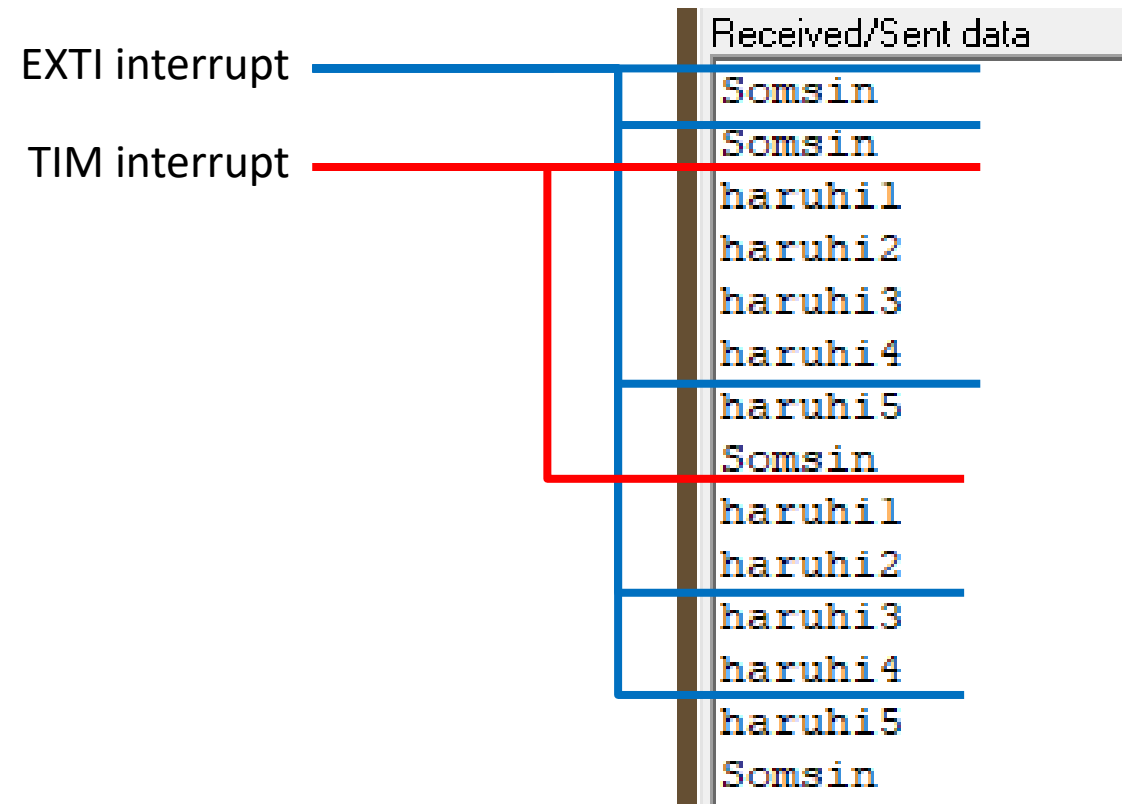 Received/Sent data
EXTI interrupt
Somsin
Somsin
TIM interrupt
haruhi1
haruhi2
haruhi3
haruhi4
haruhi5
Somsin
haruhi1
haruhi2
haruhi3
haruhi4
haruhi5
Somsin